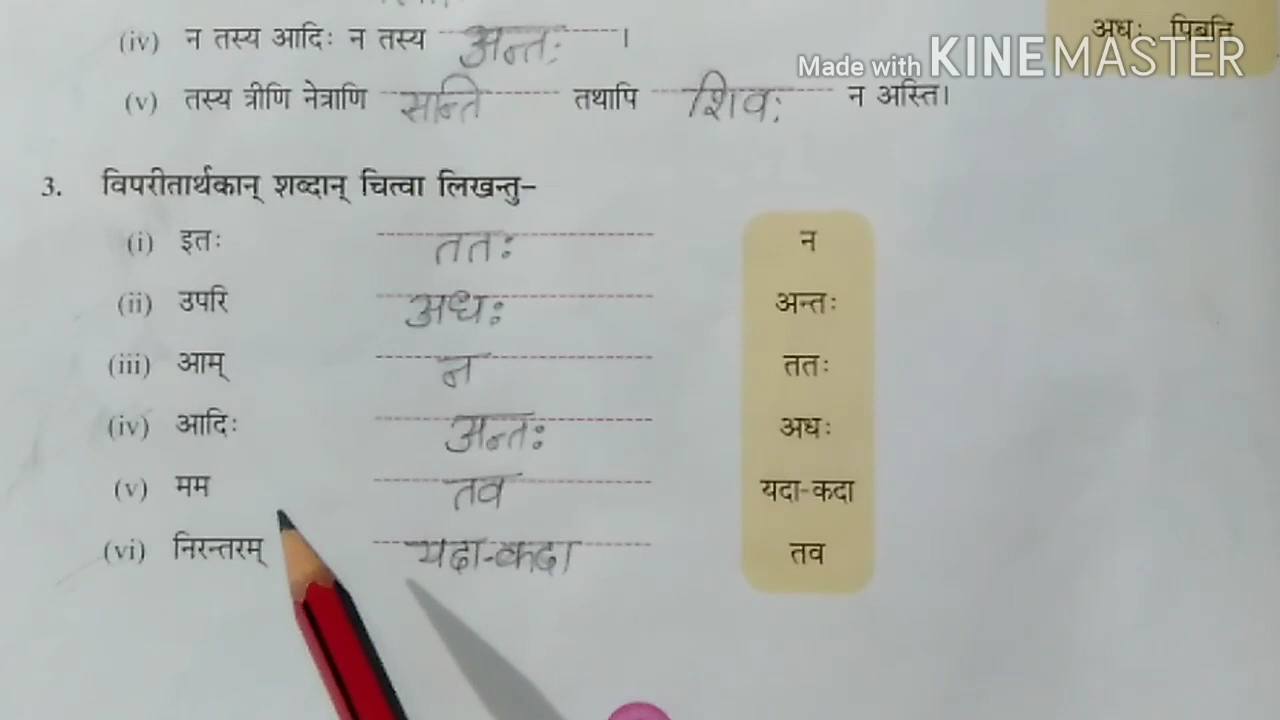 (iv) न तस्य आदिः न तस्य अन्तः ।
अधः पिबन्ति
Made with KINEMASTER
(v) तस्य त्रीणि नेत्राणि सन्ति तथापि शिवः न अस्ति।
3. विपरीतार्थकान् शब्दान् चित्वा लिखन्तु–
(i) इतः ततः न
(ii) उपरि अधः अन्तः
(iii) आम् न ततः
(iv) आदिः अन्तः अधः
(v) मम तव यदा-कदा
(vi) निरन्तरम् यदा-कदा तव